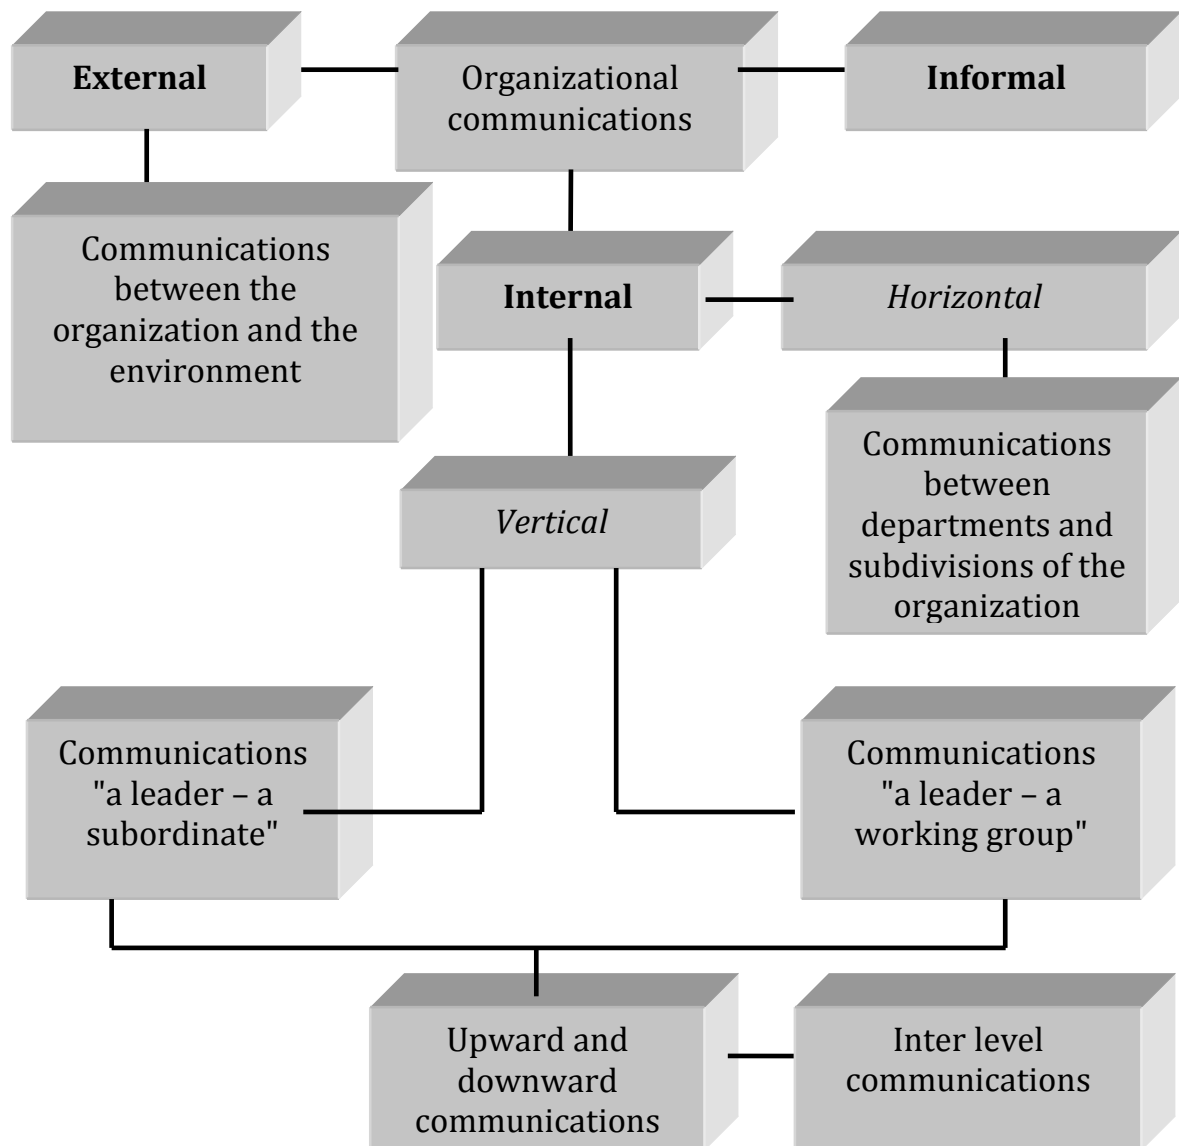 External
Organizational
communications
Informal
Communications
between the
organization and the
environment
Internal
Horizontal
Communications
between
departments and
subdivisions of the
organization
Vertical
Communications
"a leader – a
subordinate"
Communications
"a leader – a
working group"
Upward and
downward
communications
Inter level
communications